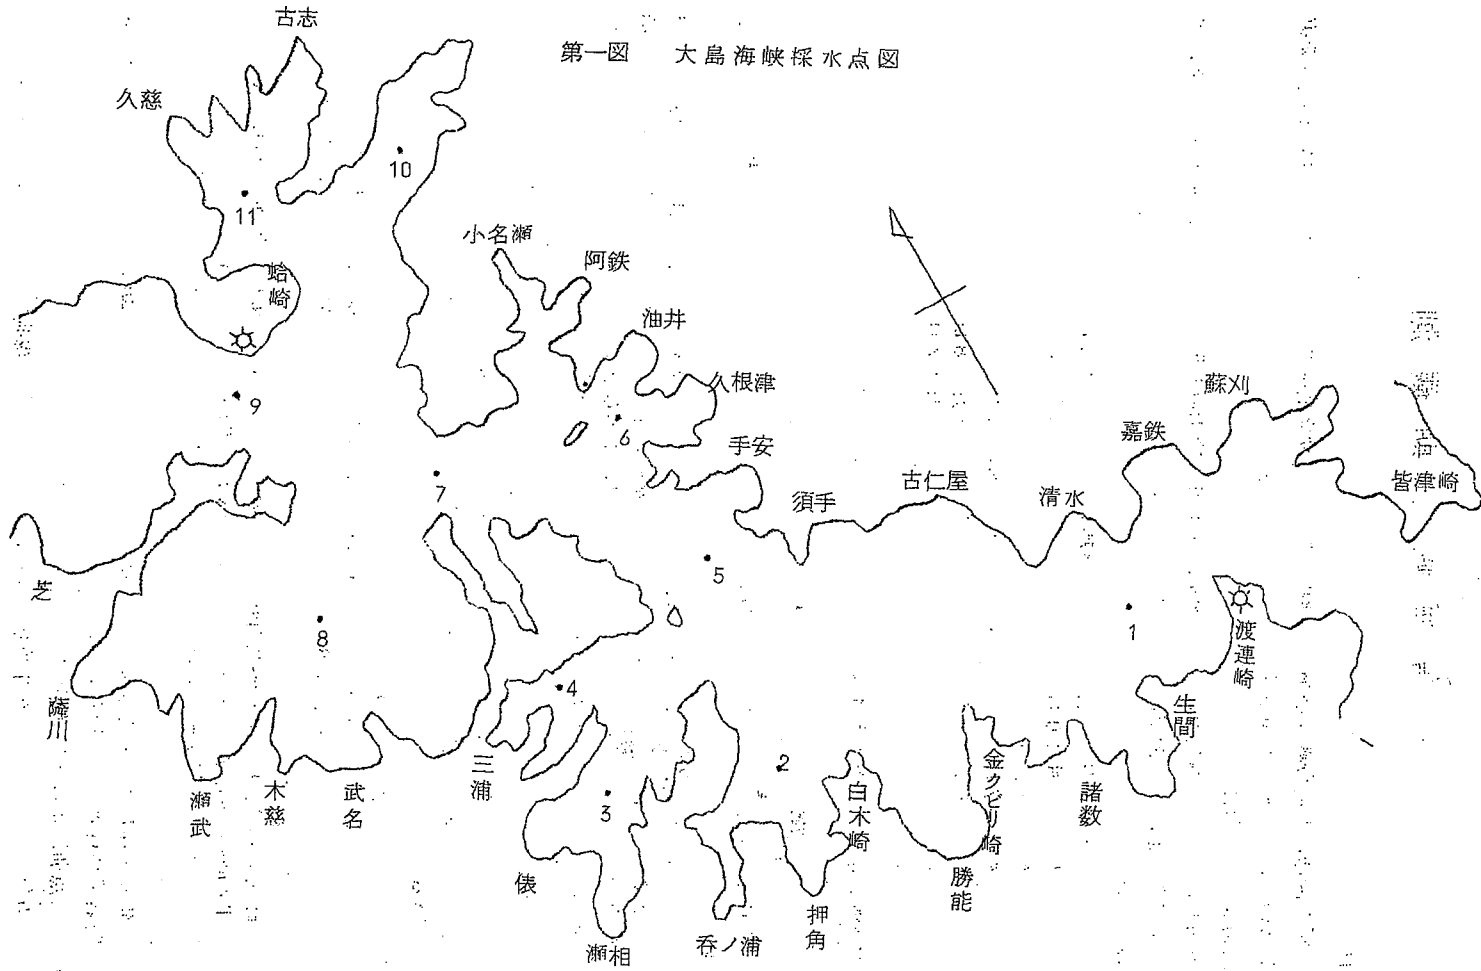 第一図　大島海峡採水点図
古志
久慈
10
11
小名瀬
阿鉄
蛤崎
油井
久根津
蘇刈
9
6
手安
嘉鉄
皆津崎
7
須手
古仁屋
清水
芝
5
8
1
渡連崎
4
薩川
生間
三浦
2
金クビリ崎
瀬武
木慈
武名
3
白木崎
諸数
俵
勝能
押角
瀬相
呑ノ浦